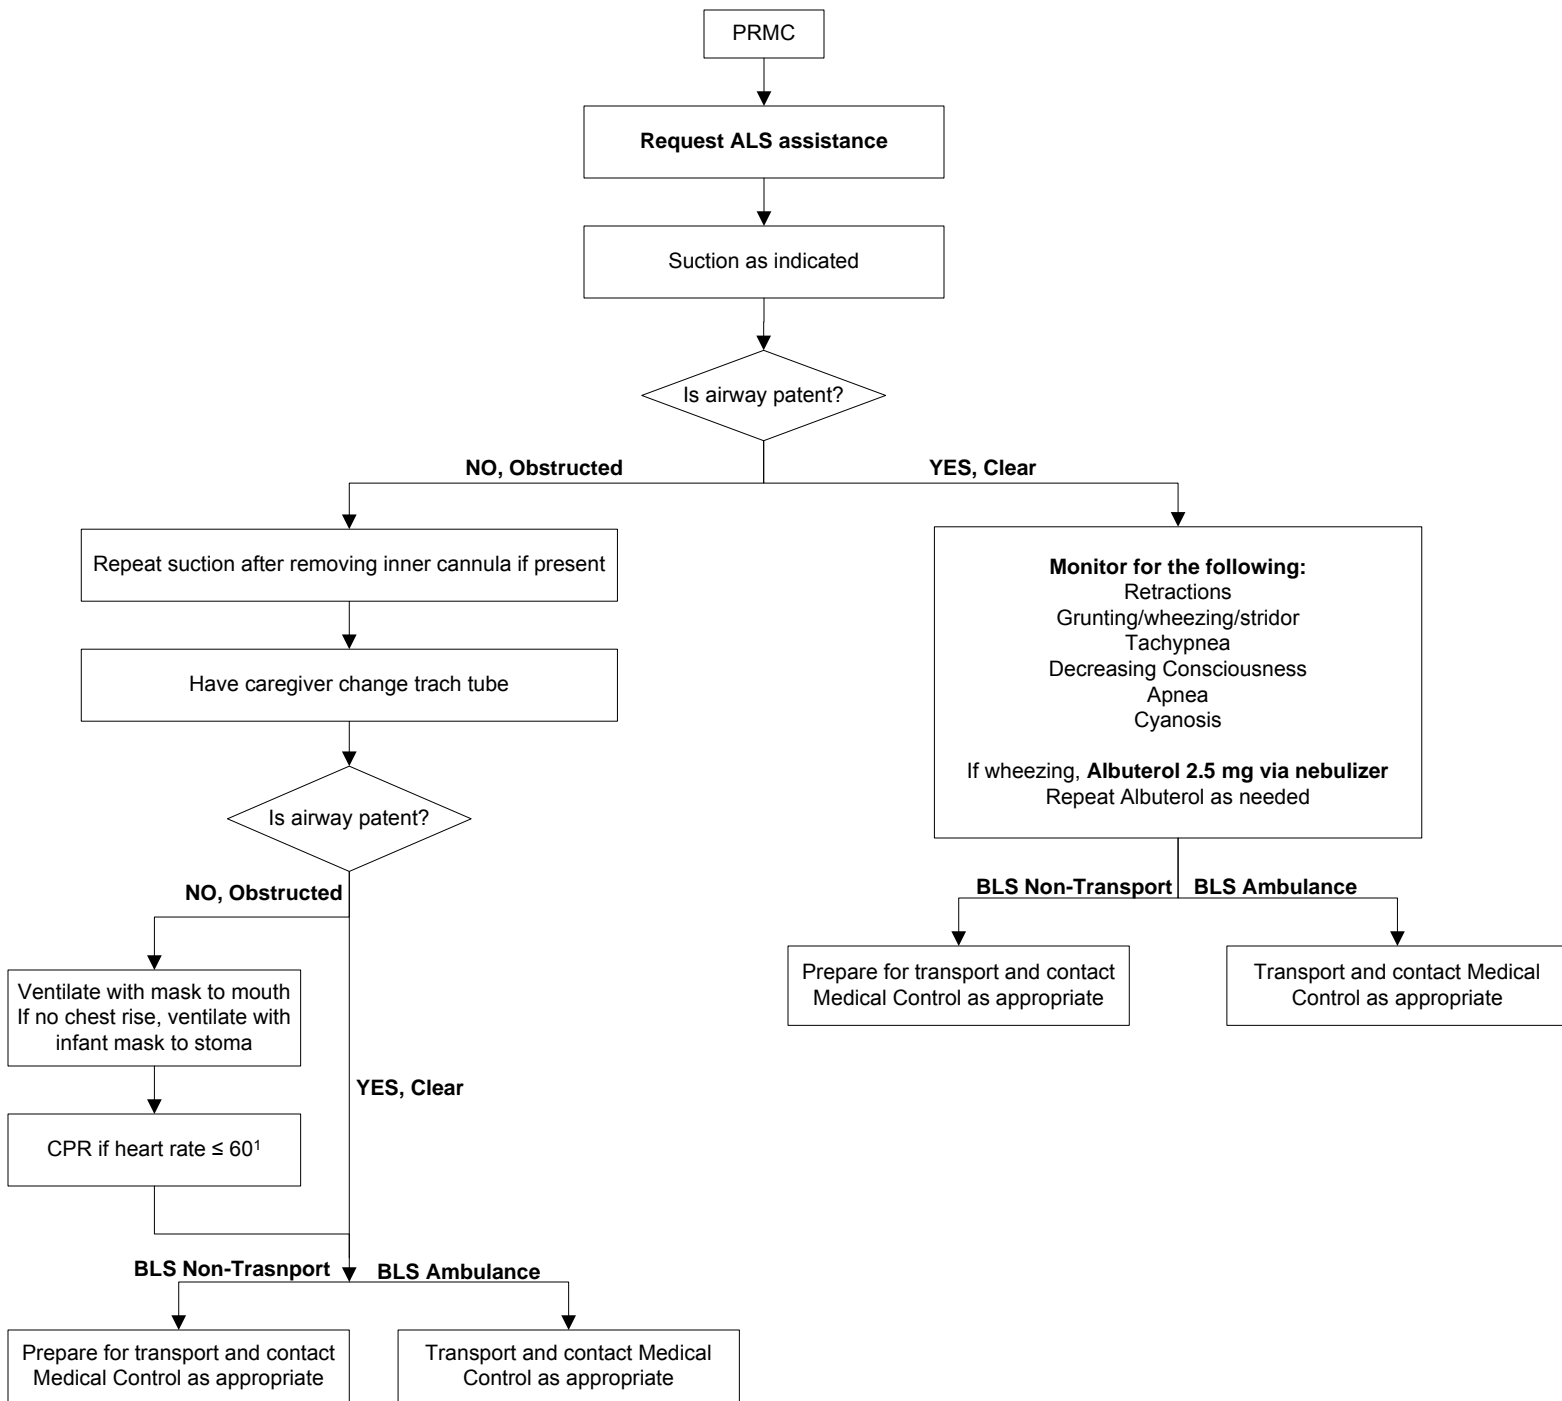 PRMC
Request ALS assistance
Suction as indicated
Is airway patent?
NO, Obstructed
YES, Clear
Repeat suction after removing inner cannula if present
Have caregiver change trach tube
Is airway patent?
NO, Obstructed
Ventilate with mask to mouth
If no chest rise, ventilate with
infant mask to stoma
YES, Clear
CPR if heart rate ≤ 60¹
BLS Non-Trasnport
BLS Ambulance
Prepare for transport and contact
Medical Control as appropriate
Transport and contact Medical
Control as appropriate
Monitor for the following:
Retractions
Grunting/wheezing/stridor
Tachypnea
Decreasing Consciousness
Apnea
Cyanosis
If wheezing, Albuterol 2.5 mg via nebulizer
Repeat Albuterol as needed
BLS Non-Transport
BLS Ambulance
Prepare for transport and contact
Medical Control as appropriate
Transport and contact Medical
Control as appropriate